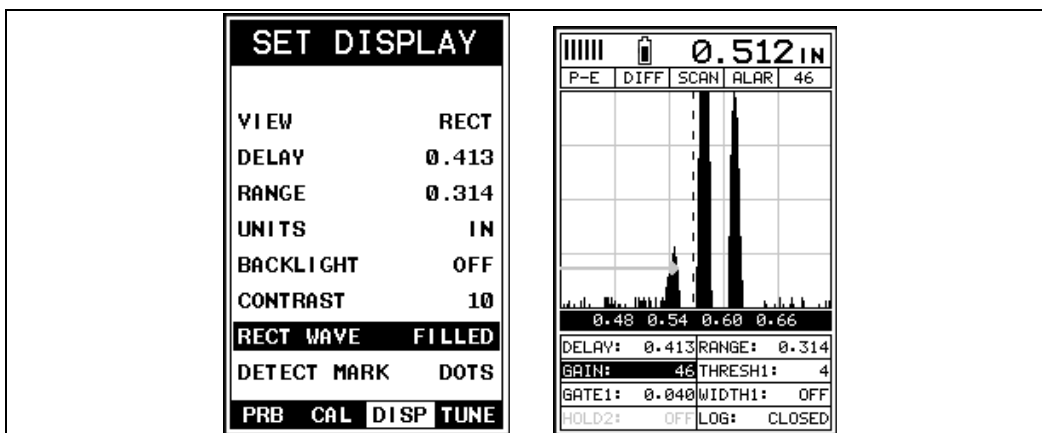 SET DISPLAY
VIEW RECT
DELAY 0.413
RANGE 0.314
UNITS IN
BACKLIGHT OFF
CONTRAST 10
RECT WAVE FILLED
DETECT MARK DOTS
PRB CAL DISP TUNE
0.512 IN
P-E DIFF SCAN ALAR 46
0.48 0.54 0.60 0.66
DELAY: 0.413 RANGE: 0.314
GAIN: 46 THRESH1: 4
GATE1: 0.040 WIDTH1: OFF
HOLD2: OFF LOG: CLOSED